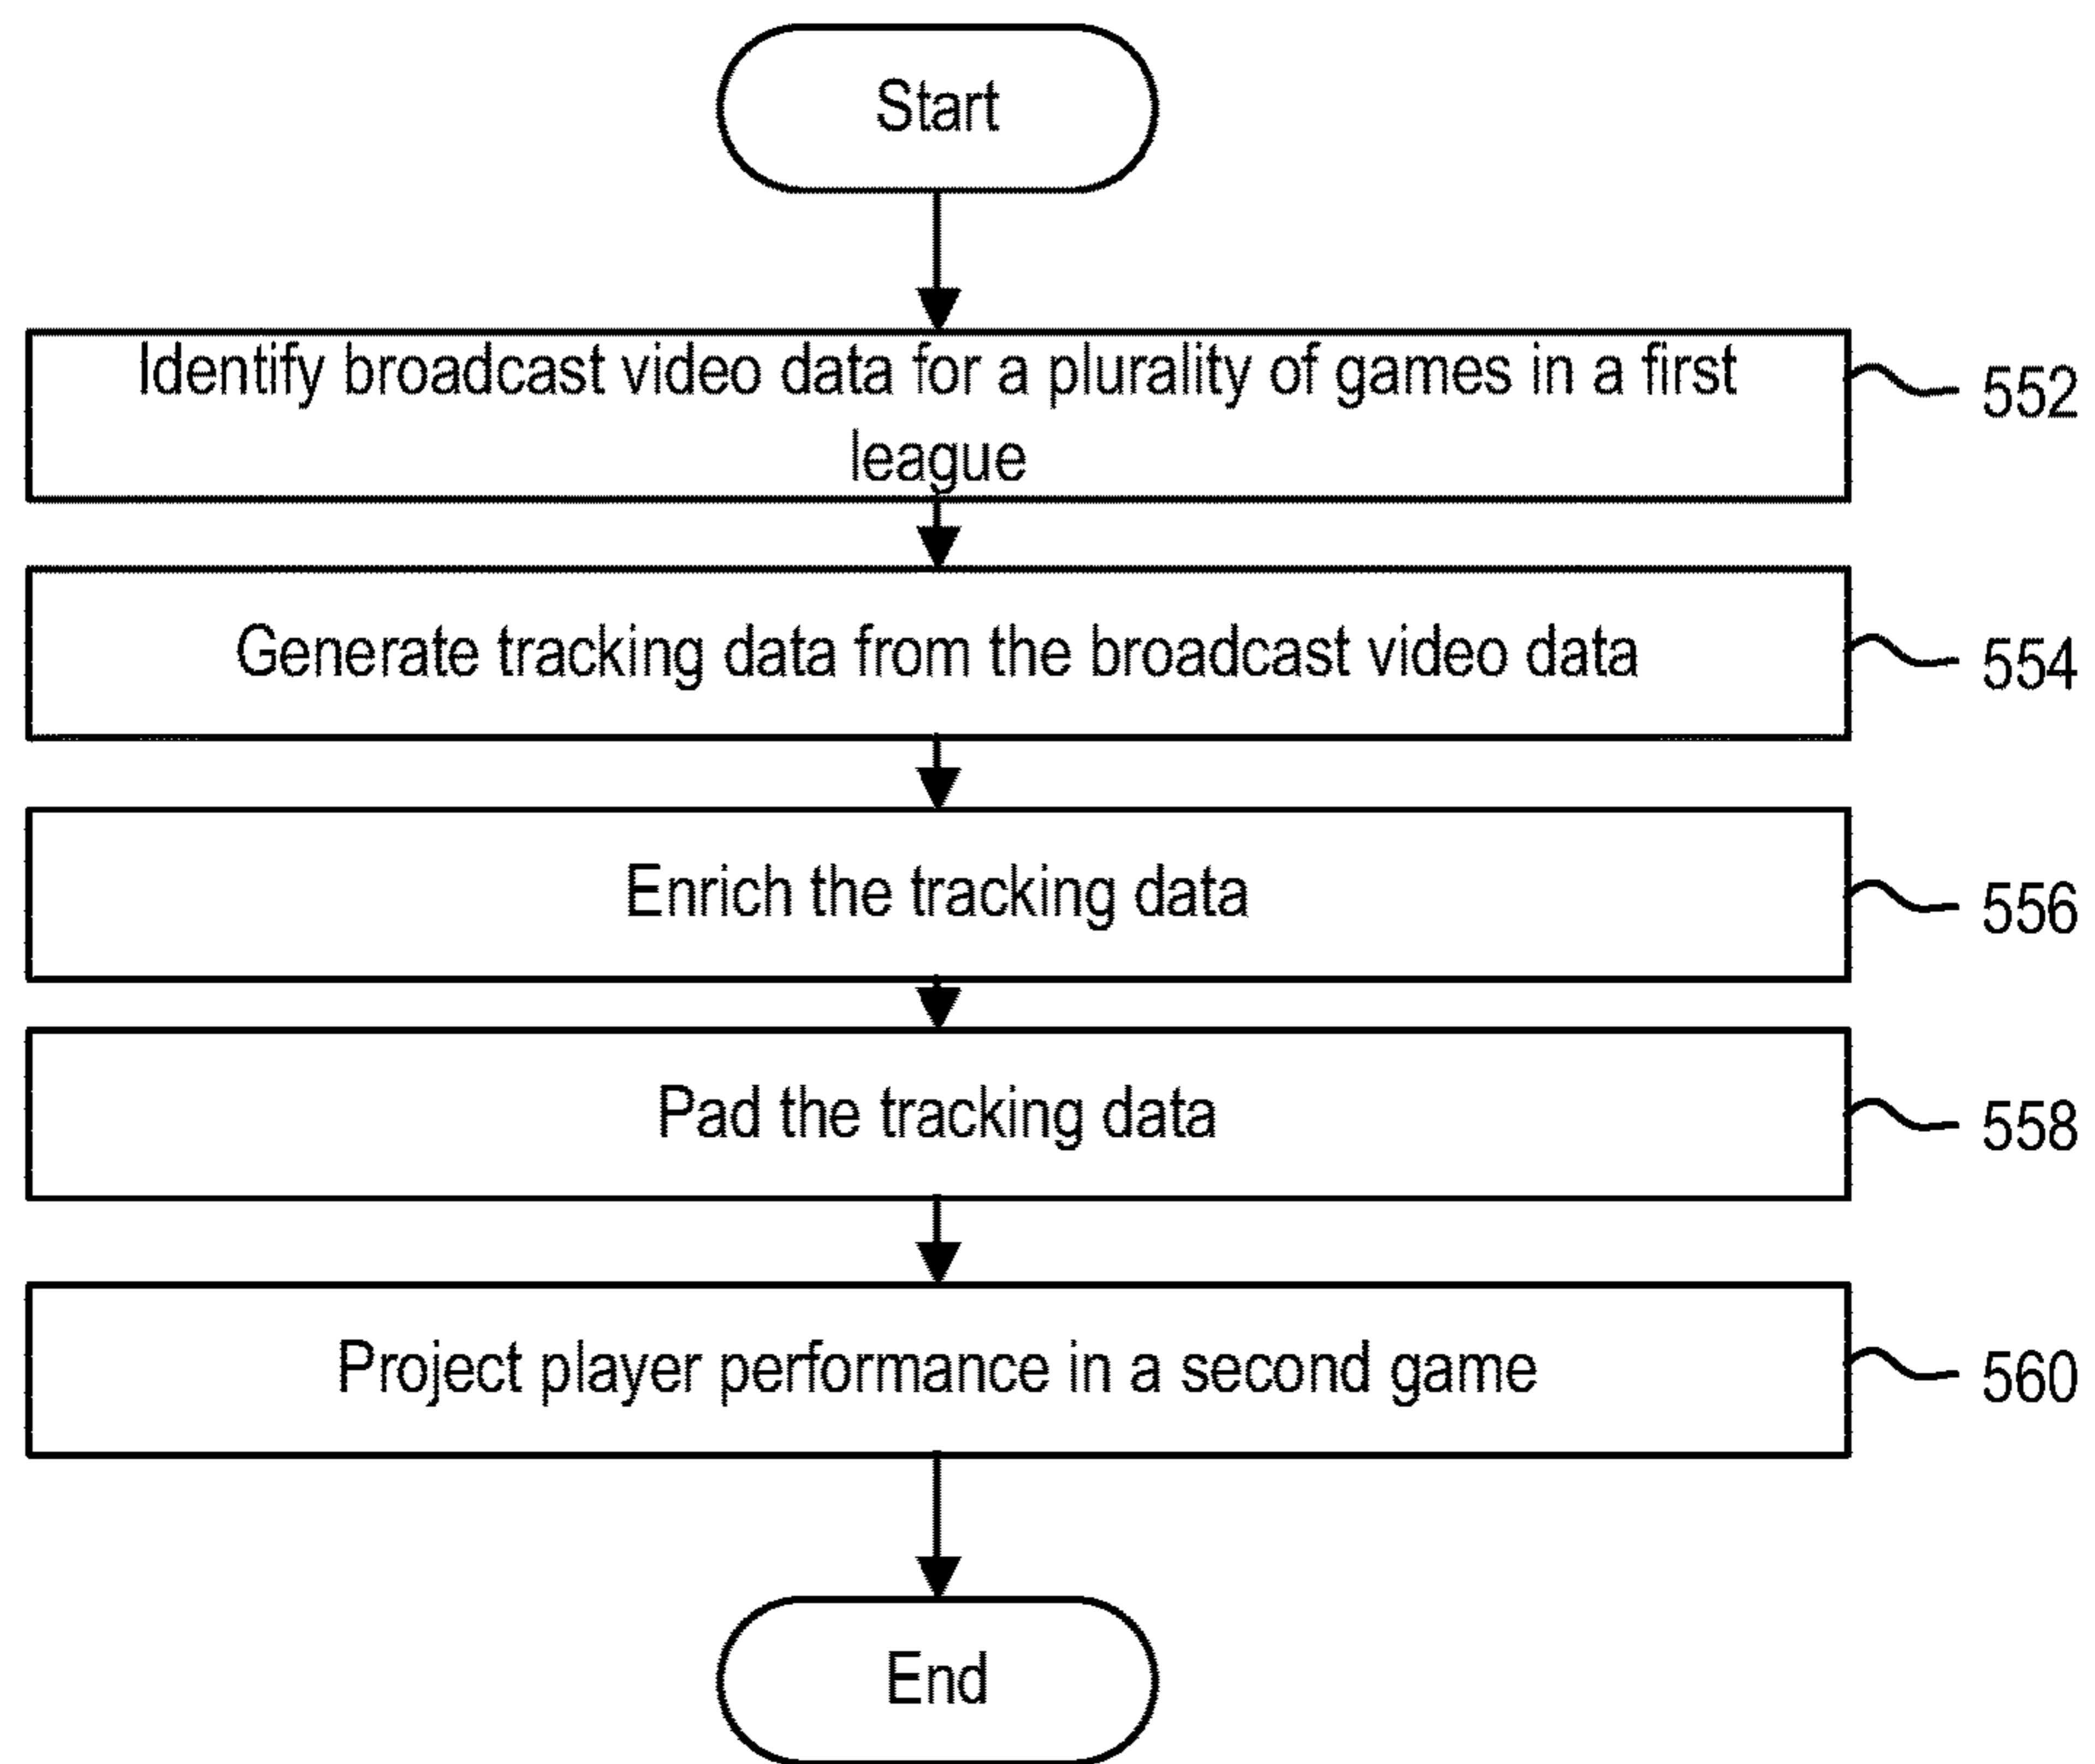 Start
Identify broadcast video data for a plurality of games in a first
league
552
Generate tracking data from the broadcast video data
554
Enrich the tracking data
556
Pad the tracking data
558
Project player performance in a second game
560
End